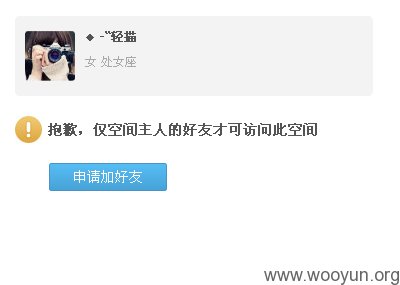 ◆ -“轻猫
女 处女座
抱歉，仅空间主人的好友才可访问此空间
申请加好友
www.wooyun.org